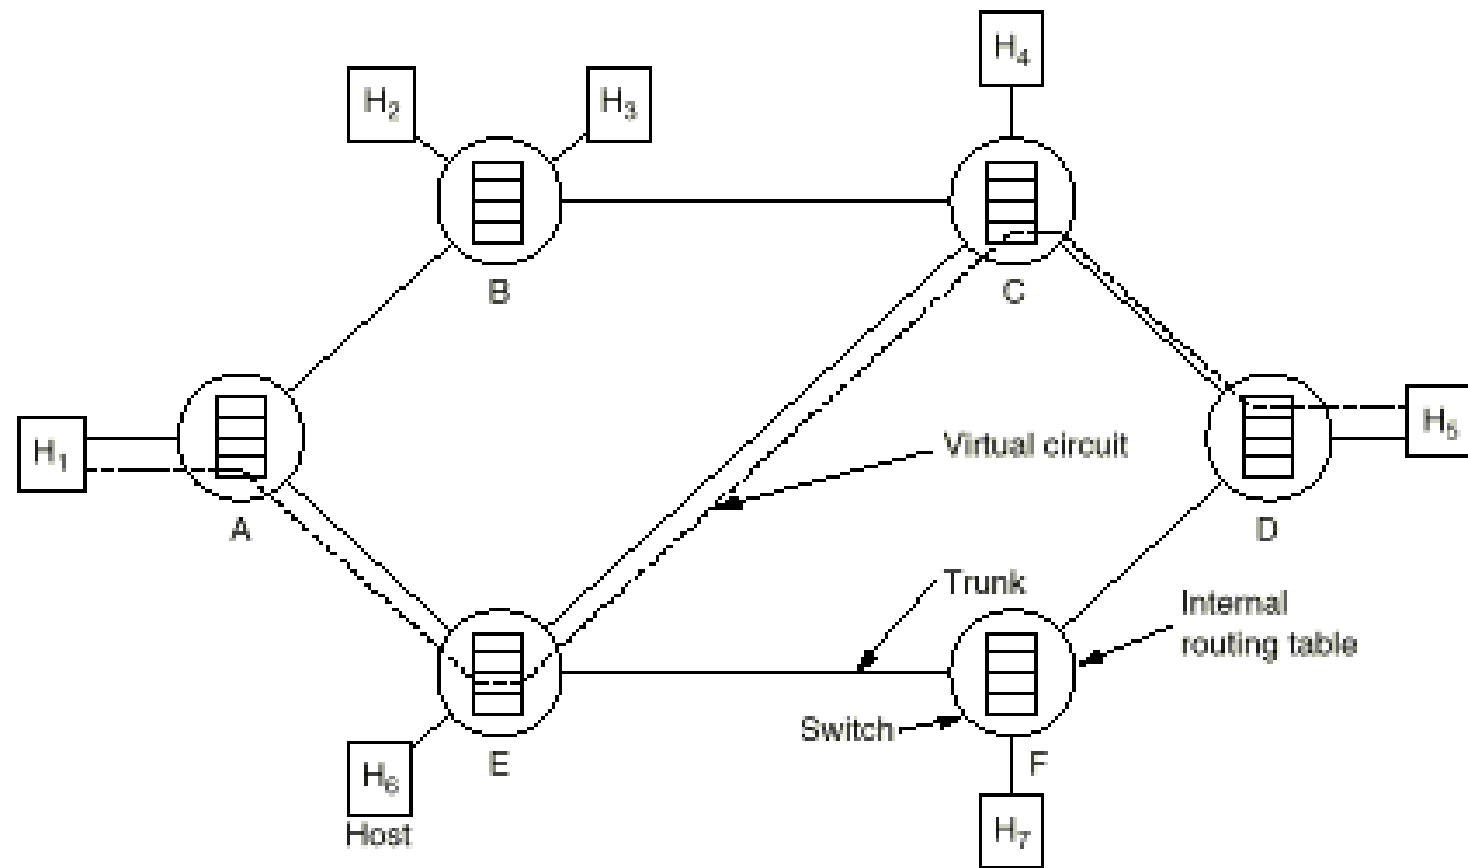 H4
H2
H3
B
C
H1
H5
Virtual circuit
A
D
Trunk
Internal
routing table
Switch
E
F
H6
Host
H7